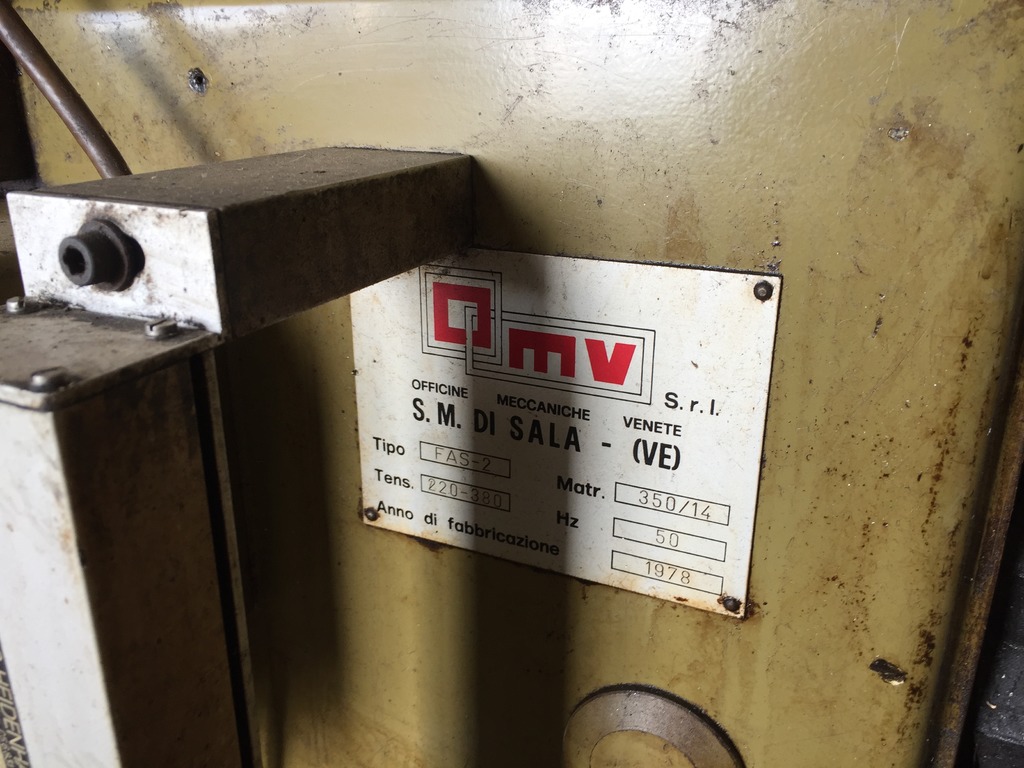 omv
S.r.l.
OFFICINE MECCANICHE VENETE
S. M. DI SALA - (VE)
Tipo FAS-2
Matr. 350/14
Tens. 220-380
Hz 50
Anno di fabbricazione 1978